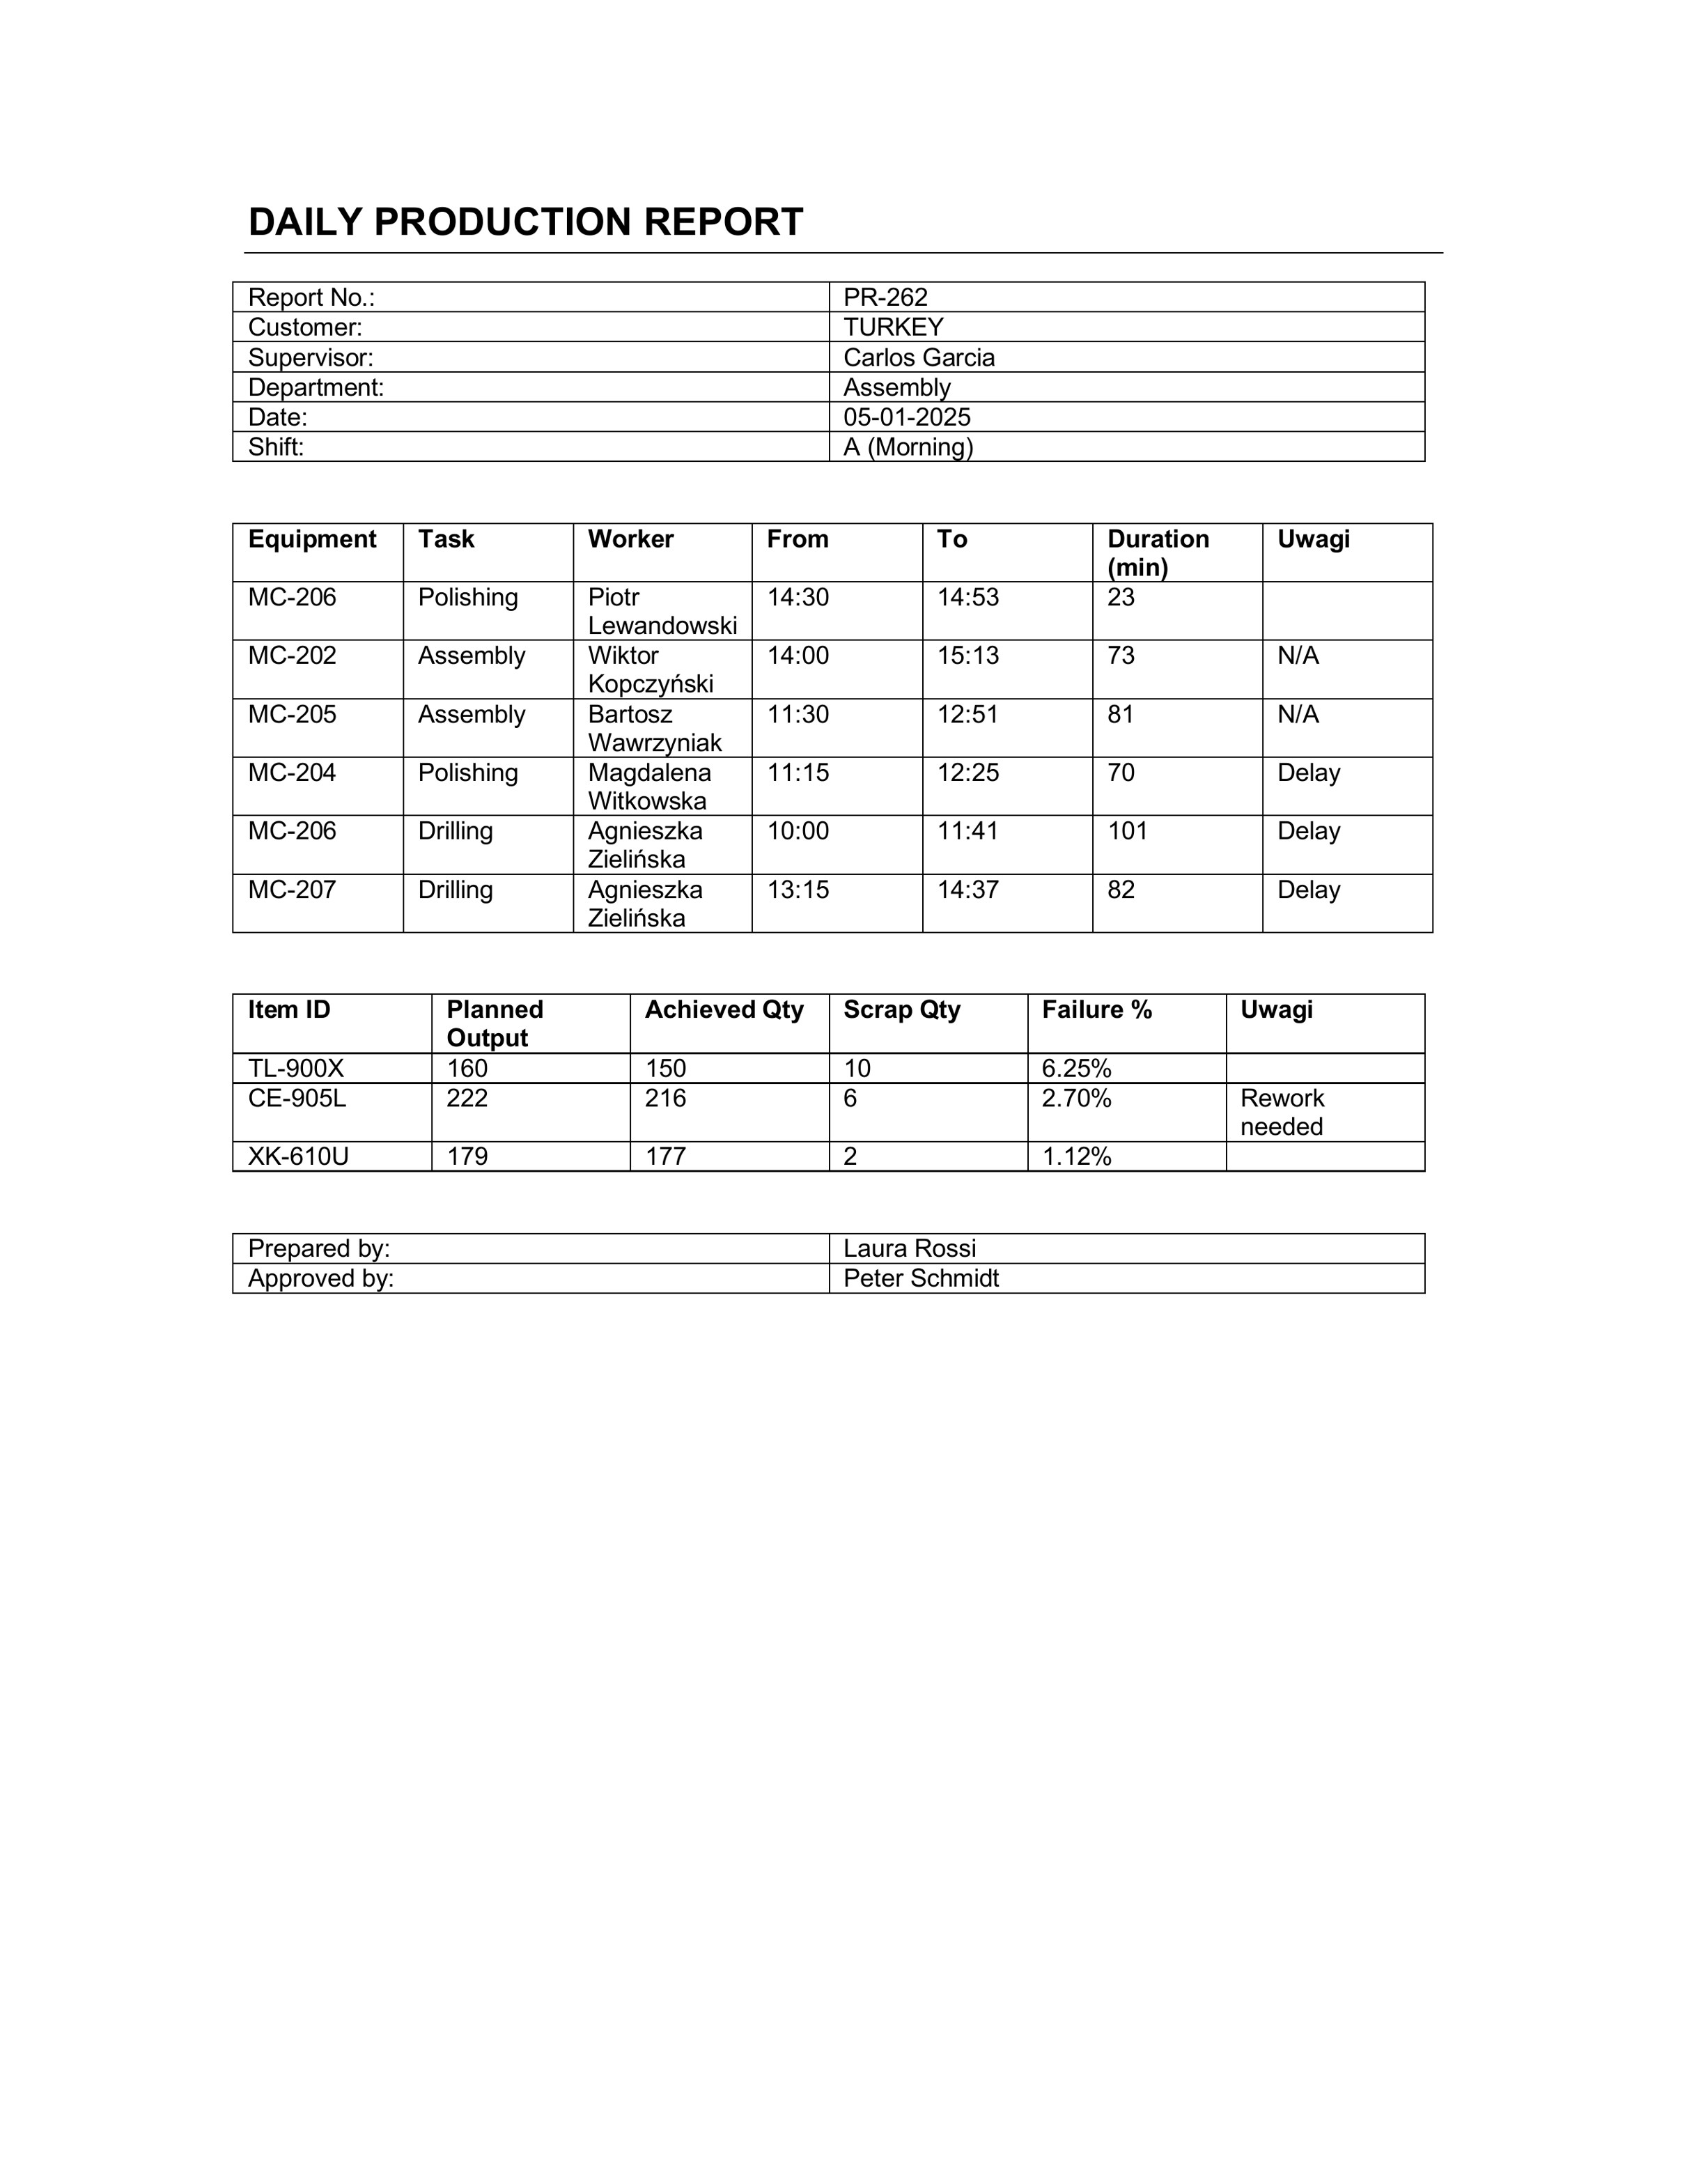 DAILY PRODUCTION REPORT
Report No.: PR-262
Customer: TURKEY
Supervisor: Carlos Garcia
Department: Assembly
Date: 05-01-2025
Shift: A (Morning)
Equipment Task Worker From To Duration Uwagi
(min)
MC-206 Polishing Piotr 14:30 14:53 23
Lewandowski
MC-202 Assembly Wiktor 14:00 15:13 73 N/A
Kopczyński
MC-205 Assembly Bartosz 11:30 12:51 81 N/A
Wawrzyniak
MC-204 Polishing Magdalena 11:15 12:25 70 Delay
Witkowska
MC-206 Drilling Agnieszka 10:00 11:41 101 Delay
Zielińska
MC-207 Drilling Agnieszka 13:15 14:37 82 Delay
Zielińska
Item ID Planned Achieved Qty Scrap Qty Failure % Uwagi
Output
TL-900X 160 150 10 6.25%
CE-905L 222 216 6 2.70% Rework
needed
XK-610U 179 177 2 1.12%
Prepared by: Laura Rossi
Approved by: Peter Schmidt